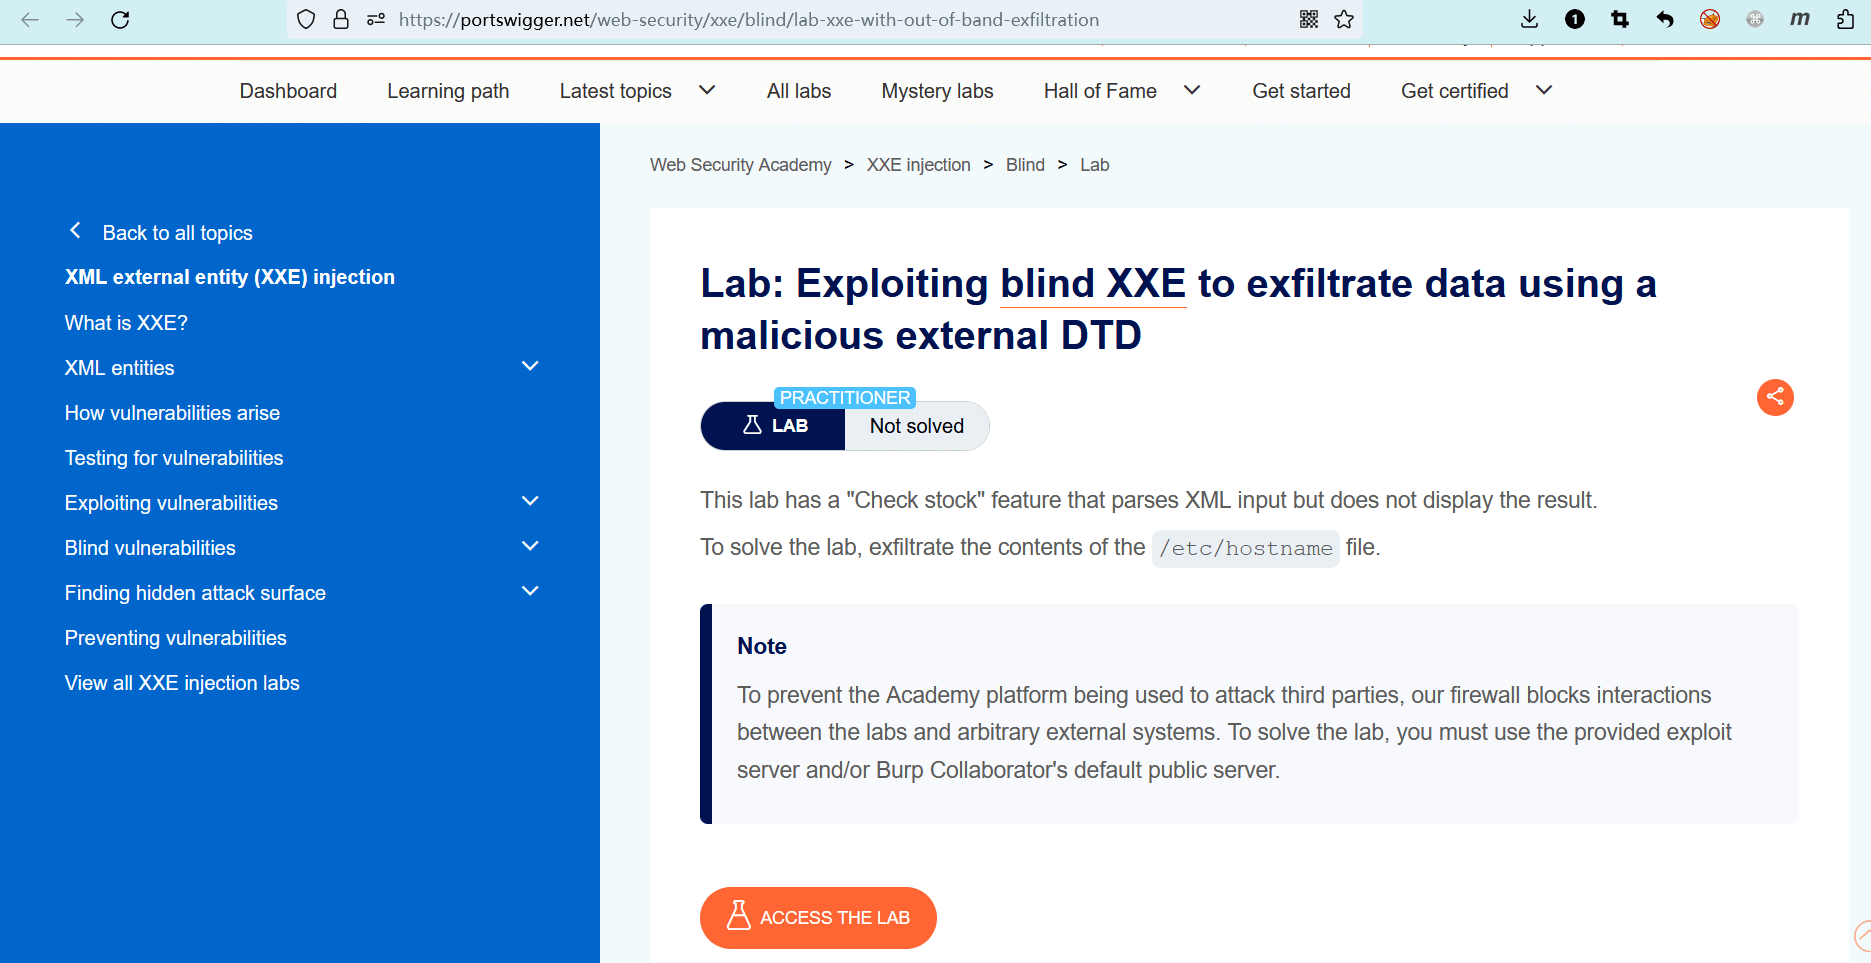 https://portswigger.net/web-security/xxe/blind/lab-xxe-with-out-of-band-exfiltration
1
m
Dashboard Learning path Latest topics All labs Mystery labs Hall of Fame Get started Get certified
Back to all topics
XML external entity (XXE) injection
What is XXE?
XML entities
How vulnerabilities arise
Testing for vulnerabilities
Exploiting vulnerabilities
Blind vulnerabilities
Finding hidden attack surface
Preventing vulnerabilities
View all XXE injection labs
Web Security Academy > XXE injection > Blind > Lab
Lab: Exploiting blind XXE to exfiltrate data using a
malicious external DTD
PRACTITIONER
LAB Not solved
This lab has a "Check stock" feature that parses XML input but does not display the result.
To solve the lab, exfiltrate the contents of the /etc/hostname file.
Note
To prevent the Academy platform being used to attack third parties, our firewall blocks interactions
between the labs and arbitrary external systems. To solve the lab, you must use the provided exploit
server and/or Burp Collaborator's default public server.
ACCESS THE LAB